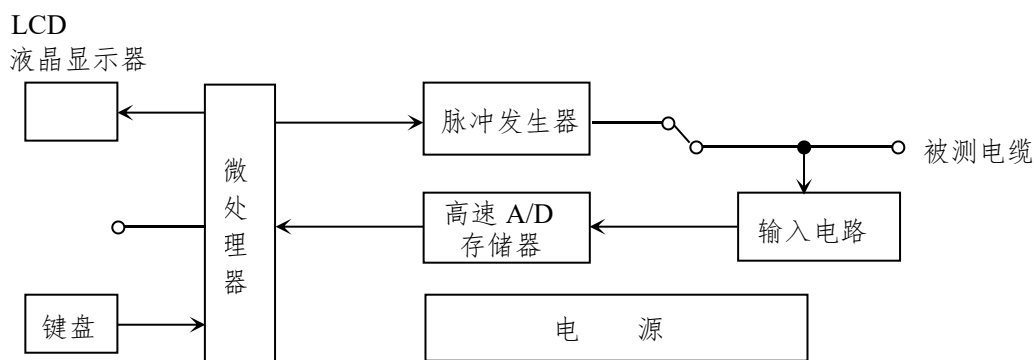 LCD
液晶显示器
脉冲发生器
被测电缆
微
处
理
器
高速 A/D
存储器
输入电路
键盘
电 源